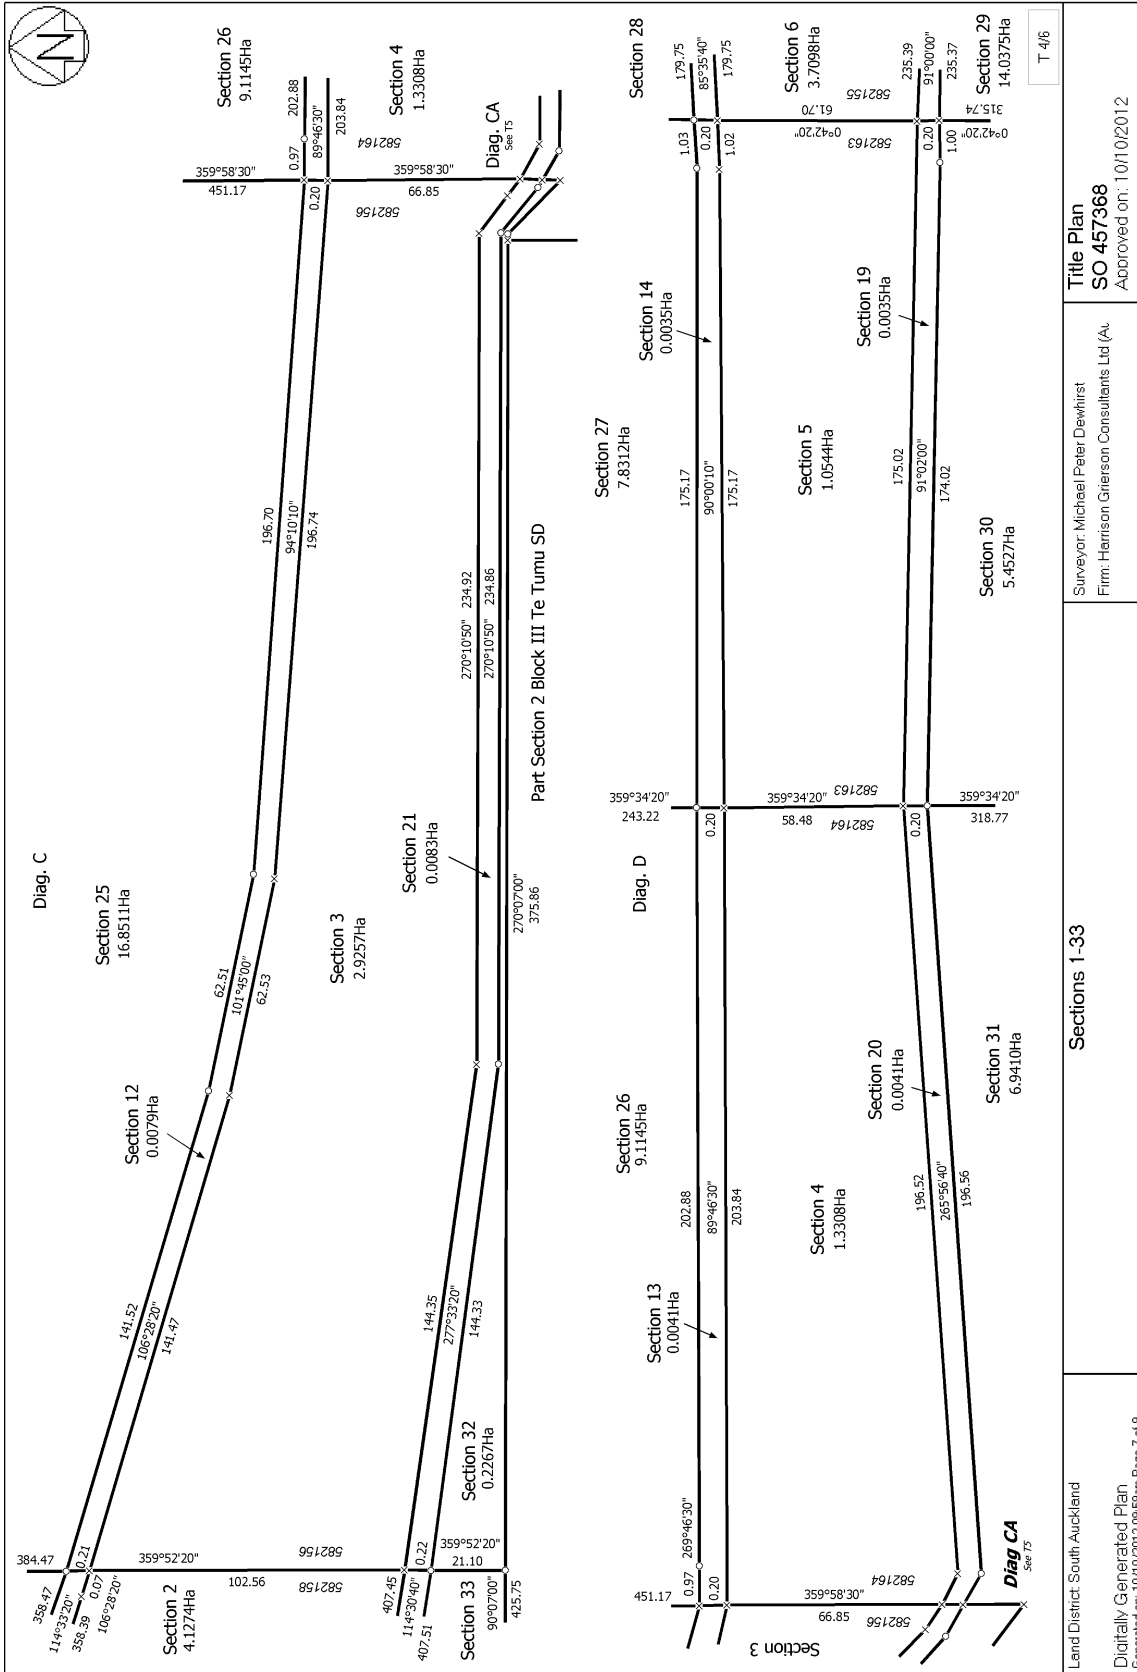 N
Diag. C
Section 26
9.1145Ha
Section 4
1.3308Ha
Section 25
16.8511Ha
Section 3
2.9257Ha
Section 12
0.0079Ha
Section 21
0.0083Ha
Section 2
4.1274Ha
Section 32
0.2267Ha
Section 33
Part Section 2 Block III Te Tumu SD
Diag. CA
See T5
384.47
358.47
114°33'20"
358.39
0.07
0.21
106°28'20"
141.52
106°28'20"
141.47
62.51
101°45'00"
62.53
196.70
94°10'10"
196.74
0.97
202.88
89°46'30"
203.84
0.20
359°58'30"
451.17
359°58'30"
66.85
582164
582156
359°52'20"
102.56
582156
582158
407.45
114°30'40"
407.51
0.22
359°52'20"
21.10
90°07'00"
425.75
144.35
277°33'20"
144.33
270°10'50" 234.92
270°10'50" 234.86
270°07'00"
375.86
Diag. D
Section 28
Section 6
3.7098Ha
Section 29
14.0375Ha
Section 14
0.0035Ha
Section 19
0.0035Ha
Section 27
7.8312Ha
Section 5
1.0544Ha
Section 30
5.4527Ha
Section 26
9.1145Ha
Section 20
0.0041Ha
Section 31
6.9410Ha
Section 4
1.3308Ha
Section 13
0.0041Ha
Section 3
Diag CA
See T5
451.17
0.97
269°46'30"
0.20
359°58'30"
66.85
582164
582156
202.88
89°46'30"
203.84
359°34'20"
243.22
0.20
359°34'20"
58.48
582163
582164
0.20
359°34'20"
318.77
196.52
265°56'40"
196.56
175.17
90°00'10"
175.17
175.02
91°02'00"
174.02
179.75
85°35'40"
179.75
1.03
0.20
1.02
61.70
0°42'20"
582155
582163
235.39
91°00'00"
235.37
0.20
1.00
315.74
0°42'20"
T 4/6
Land District: South Auckland
Digitally Generated Plan
Sections 1-33
Surveyor: Michael Peter Dewhirst
Firm: Harrison Grierson Consultants Ltd (Au
Title Plan
SO 457368
Approved on: 10/10/2012